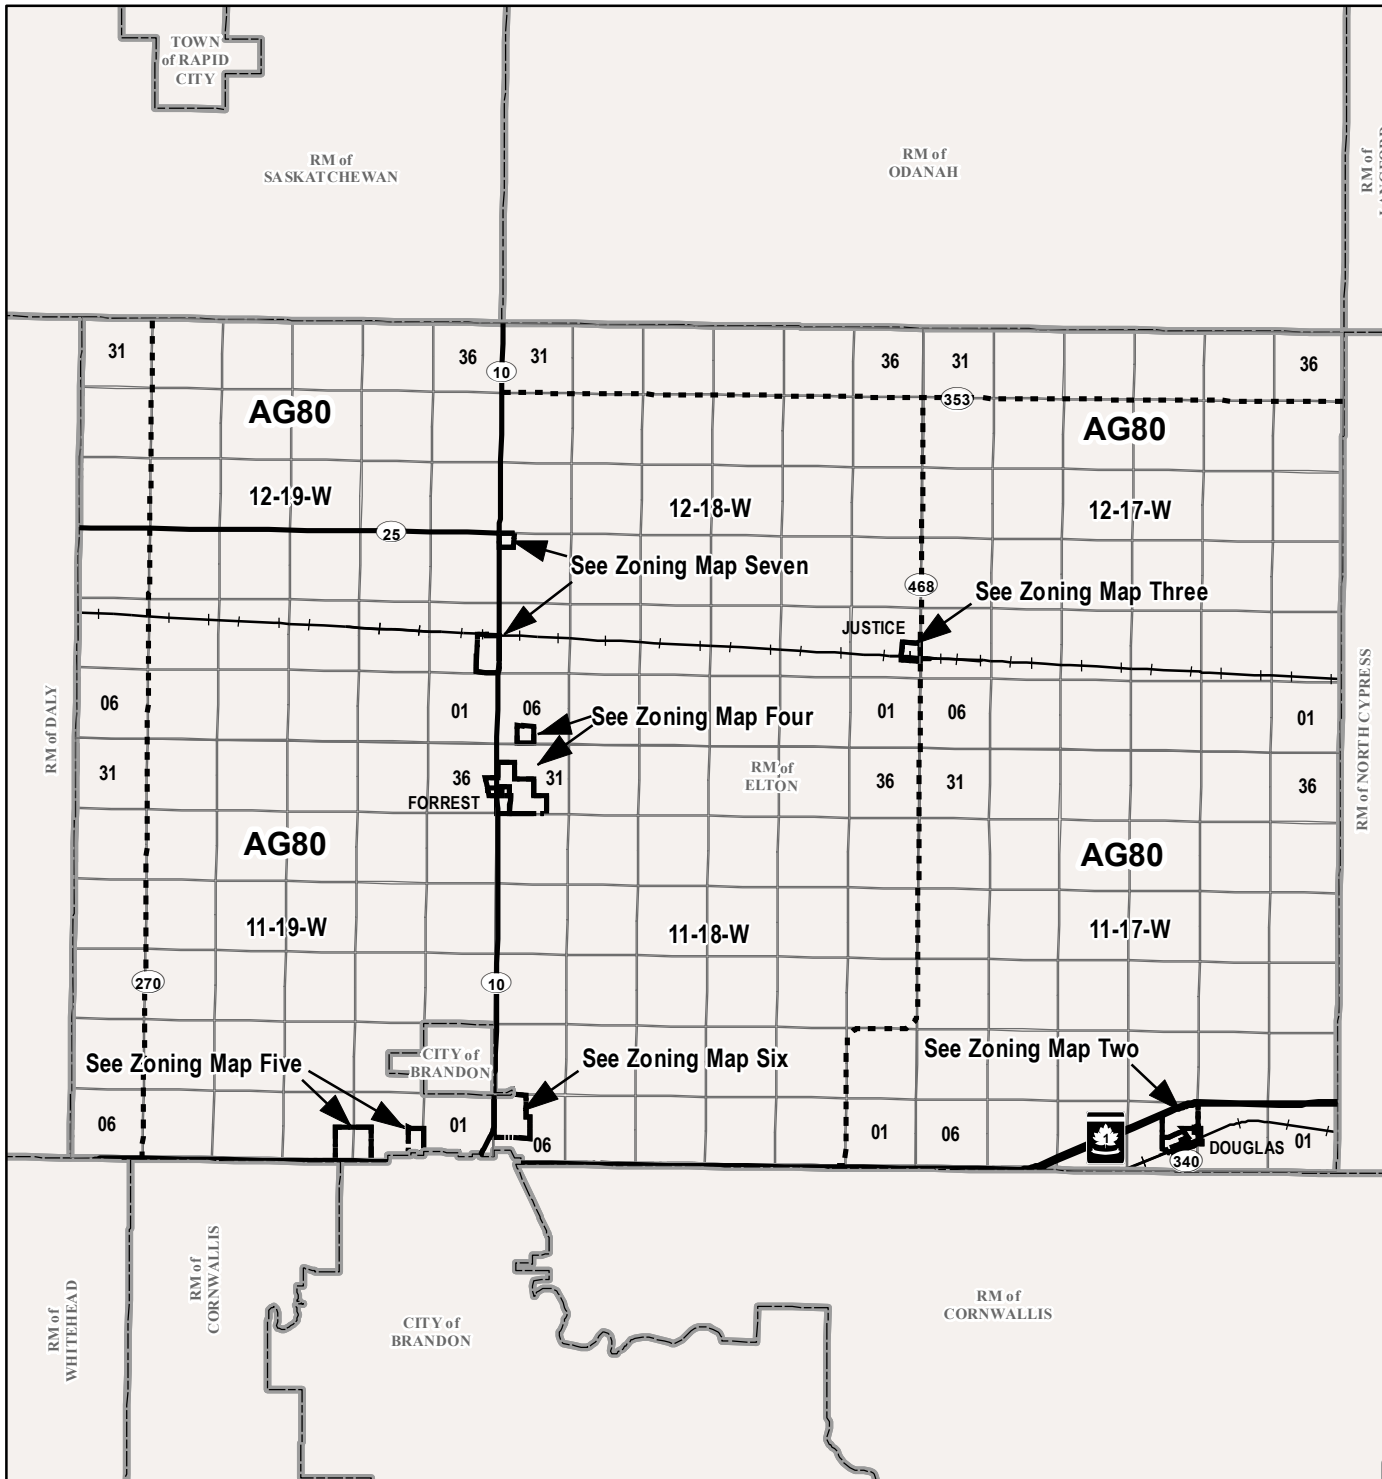 TOWN
of RAPID
CITY
RM of
SASKATCHEWAN
RM of
ODANAH
RM of
31
36
10
31
36
31
36
353
AG80
AG80
12-19-W
12-18-W
12-17-W
25
See Zoning Map Seven
468
See Zoning Map Three
JUSTICE
RM of DALY
06
01
06
See Zoning Map Four
01
06
01
RM of NORTH CYPRESS
31
36
31
RM of
ELTON
36
31
36
FORREST
AG80
AG80
11-19-W
11-18-W
11-17-W
270
10
See Zoning Map Five
CITY of
BRANDON
See Zoning Map Six
See Zoning Map Two
06
01
06
01
06
1
DOUGLAS
01
340
RM of
WHITEHEAD
RM of
CORNWALLIS
CITY of
BRANDON
RM of
CORNWALLIS